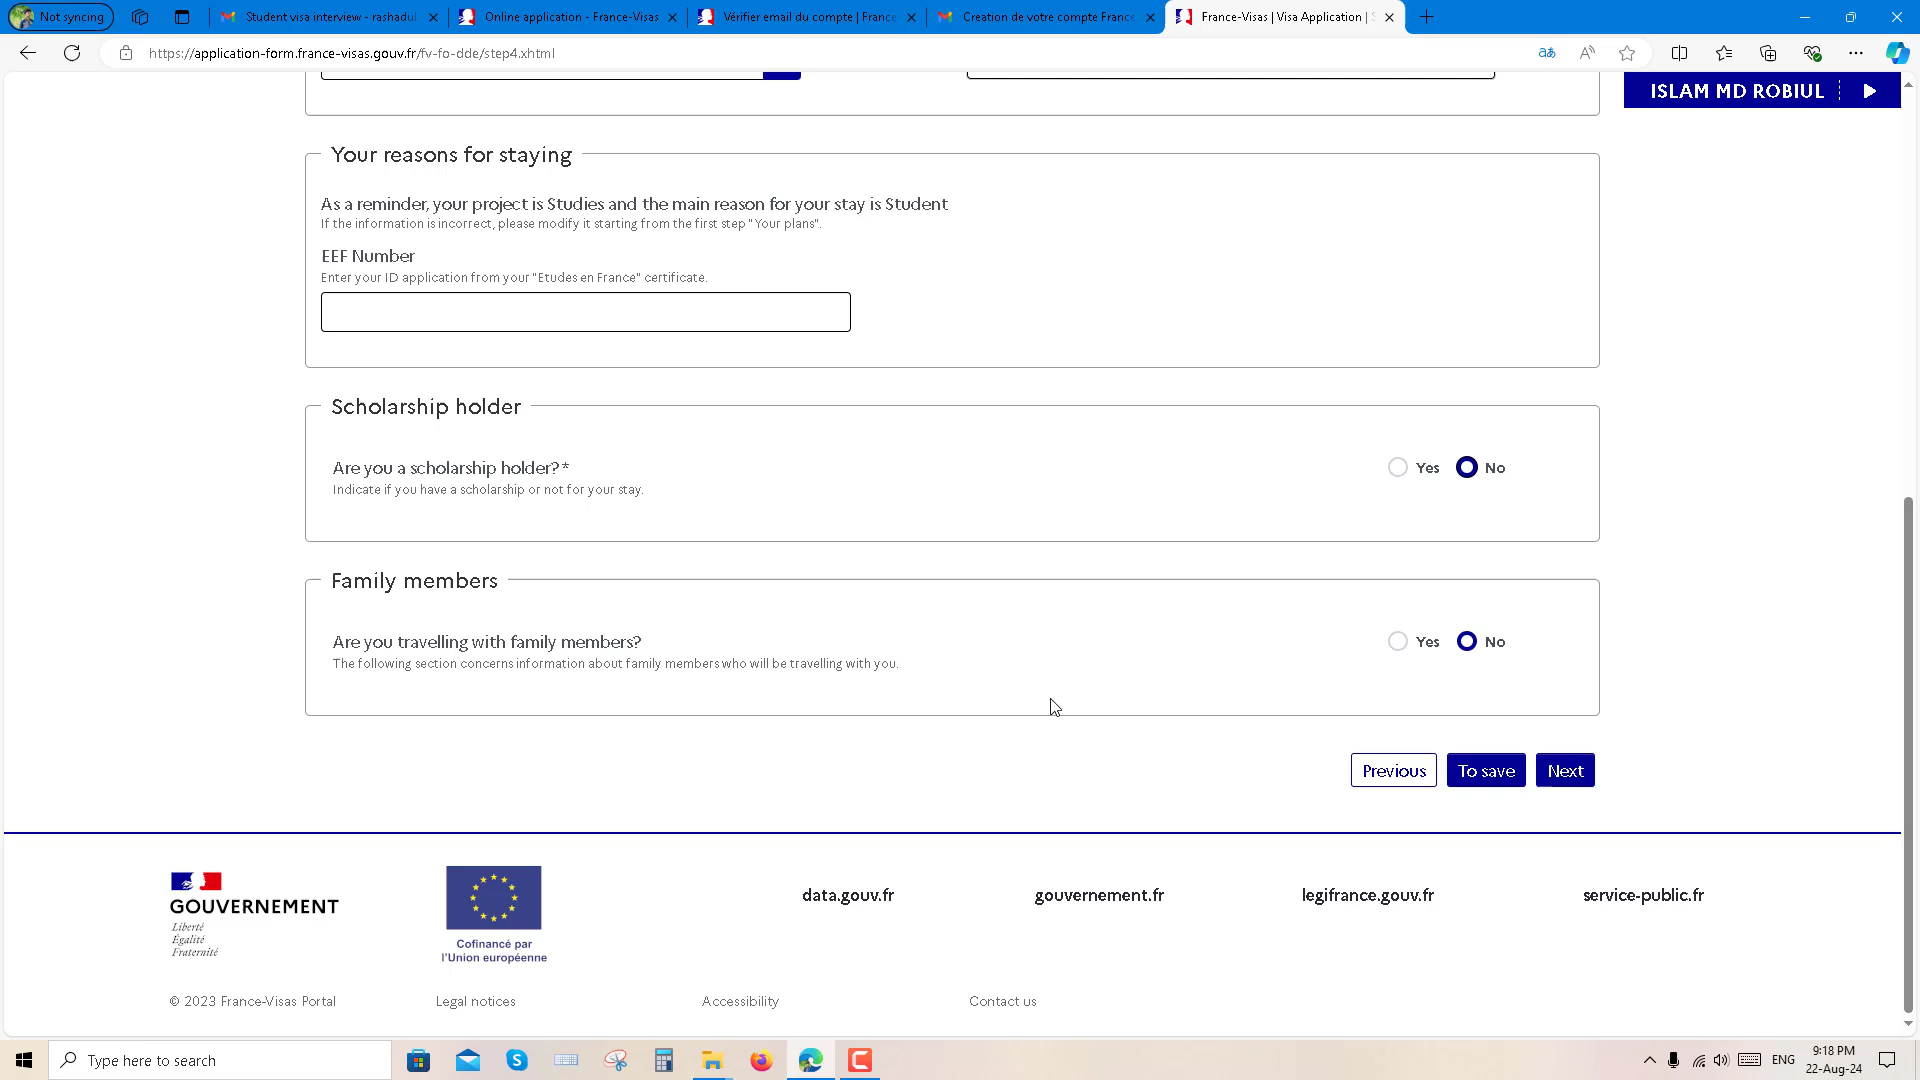 Not syncing
Student visa interview - rashadul
Online application - France-Visas
Vérifier email du compte | France
Creation de votre compte France
France-Visas | Visa Application |
https://application-form.france-visas.gouv.fr/fv-fo-dde/step4.xhtml
ISLAM MD ROBIUL
Your reasons for staying
As a reminder, your project is Studies and the main reason for your stay is Student
If the information is incorrect, please modify it starting from the first step "Your plans".
EEF Number
Enter your ID application from your "Etudes en France" certificate.
Scholarship holder
Are you a scholarship holder?*
Yes No
Indicate if you have a scholarship or not for your stay.
Family members
Are you travelling with family members?
Yes No
The following section concerns information about family members who will be travelling with you.
Previous To save Next
GOUVERNEMENT
Liberté
Égalité
Fraternité
Cofinancé par
l'Union européenne
data.gouv.fr gouvernement.fr legifrance.gouv.fr service-public.fr
© 2023 France-Visas Portal Legal notices Accessibility Contact us
Type here to search
ENG
9:18 PM
22-Aug-24